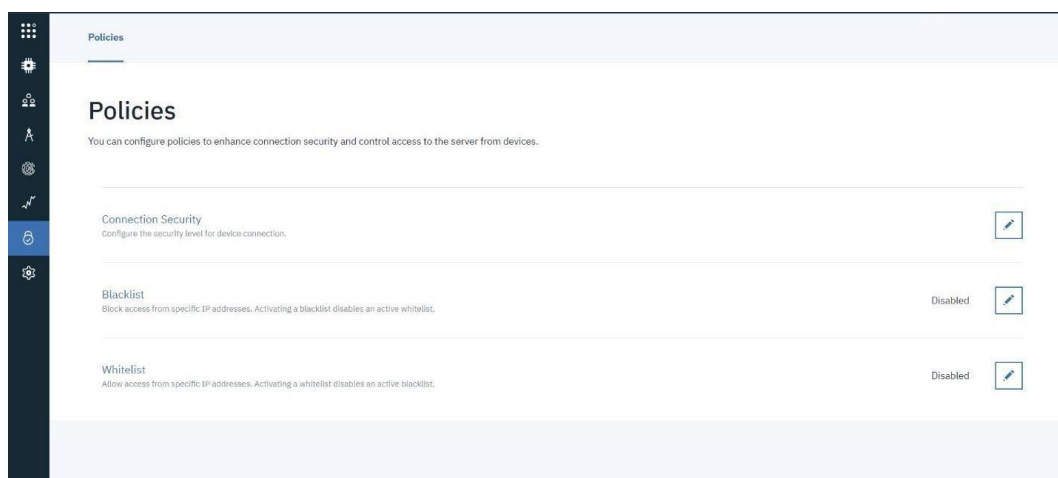 Policies
Policies
You can configure policies to enhance connection security and control access to the server from devices.
Connection Security
Configure the security level for device connection.
Blacklist
Block access from specific IP addresses. Activating a blacklist disables an active whitelist.
Disabled
Whitelist
Allow access from specific IP addresses. Activating a whitelist disables an active blacklist.
Disabled